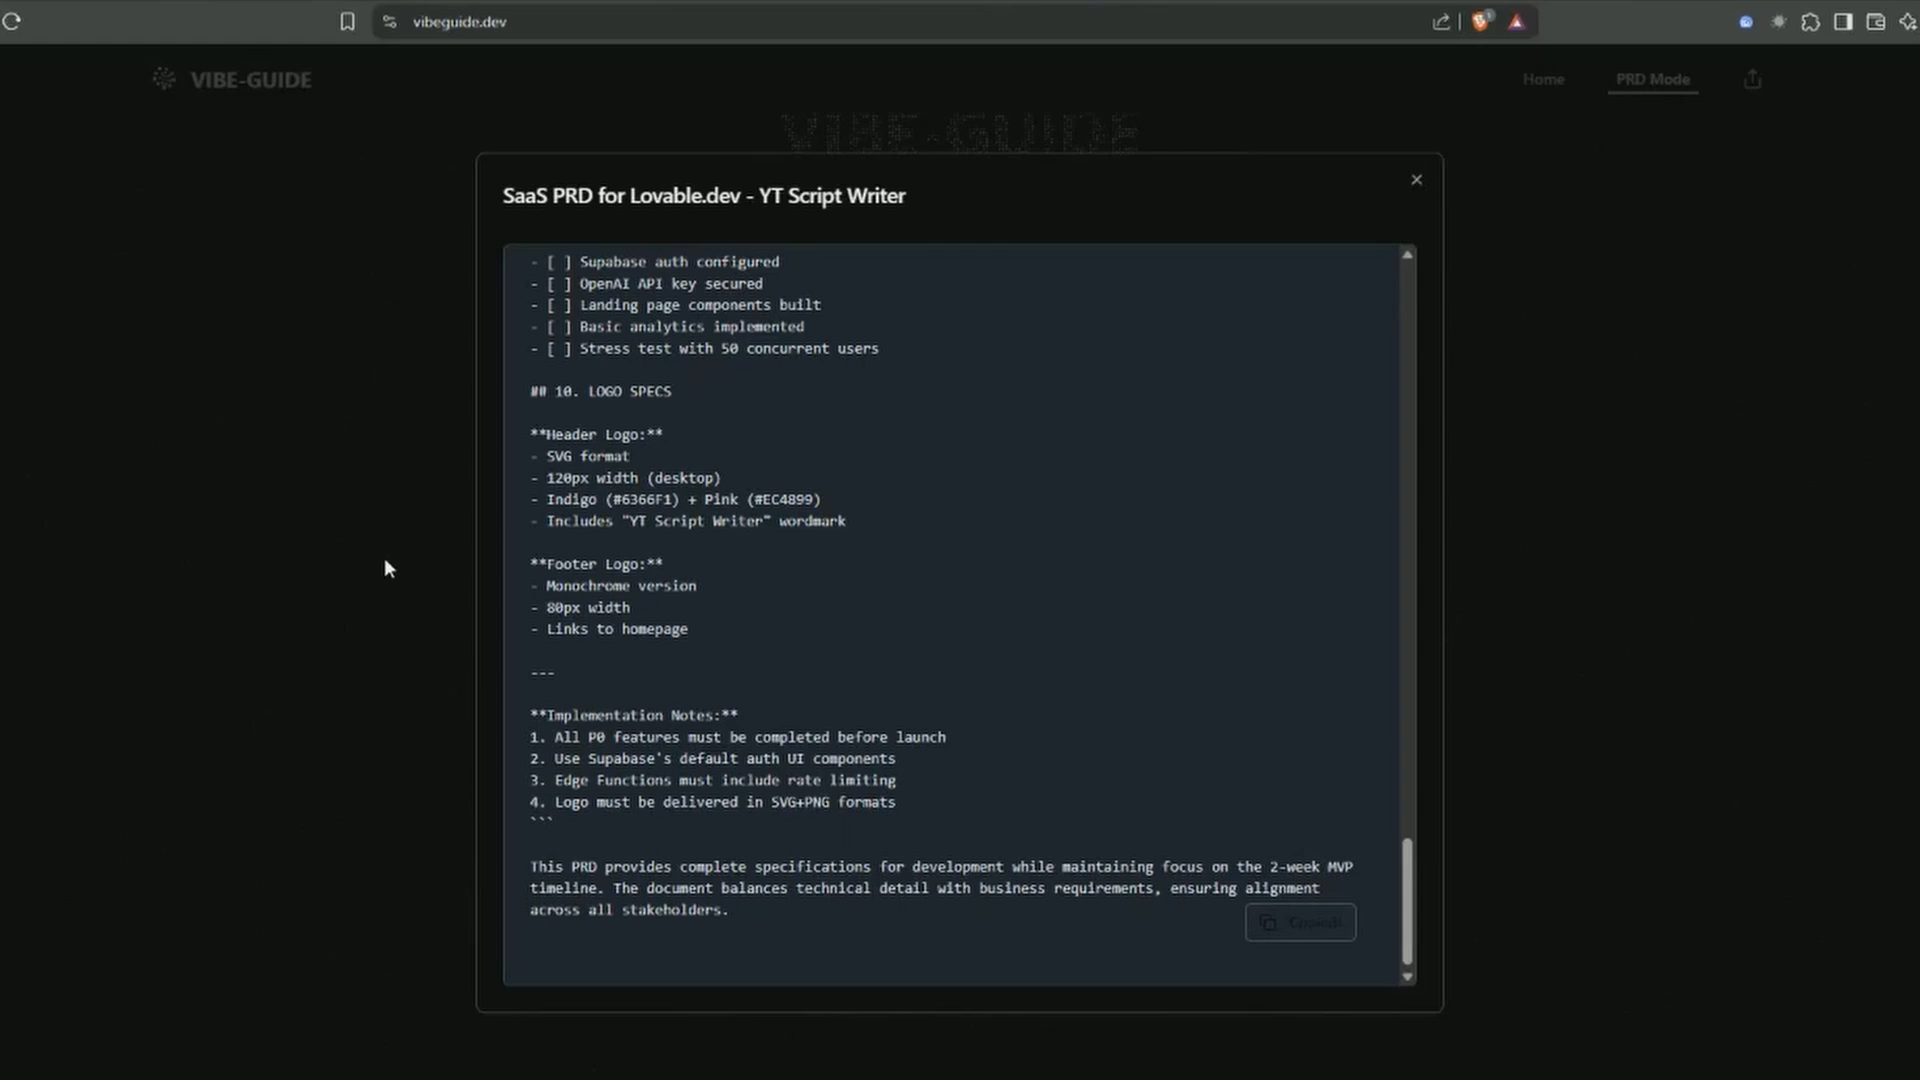 vibeguide.dev
VIBE-GUIDE
Home
PRD Mode
VIBE-GUIDE
SaaS PRD for Lovable.dev - YT Script Writer
- [ ] Supabase auth configured
- [ ] OpenAI API key secured
- [ ] Landing page components built
- [ ] Basic analytics implemented
- [ ] Stress test with 50 concurrent users
## 10. LOGO SPECS
**Header Logo:**
- SVG format
- 120px width (desktop)
- Indigo (#6366F1) + Pink (#EC4899)
- Includes "YT Script Writer" wordmark
**Footer Logo:**
- Monochrome version
- 80px width
- Links to homepage
---
**Implementation Notes:**
1. All P0 features must be completed before launch
2. Use Supabase's default auth UI components
3. Edge Functions must include rate limiting
4. Logo must be delivered in SVG+PNG formats
```
This PRD provides complete specifications for development while maintaining focus on the 2-week MVP
timeline. The document balances technical detail with business requirements, ensuring alignment
across all stakeholders.